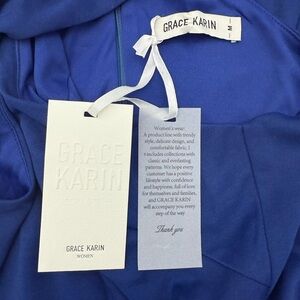 GRACE KARIN
M
GRACE
KARIN
GRACE KARIN
WOMEN
Women's wear:
A product line with trendy
style, delicate design, and
comfortable fabric. I
t includes collections with
classic and everlasting
patterns. We hope every
customer has a positive
lifestyle with confidence
and happiness, full of love
for themselves and families,
and GRACE KARIN
will accompany you every
step of the way
Thank you